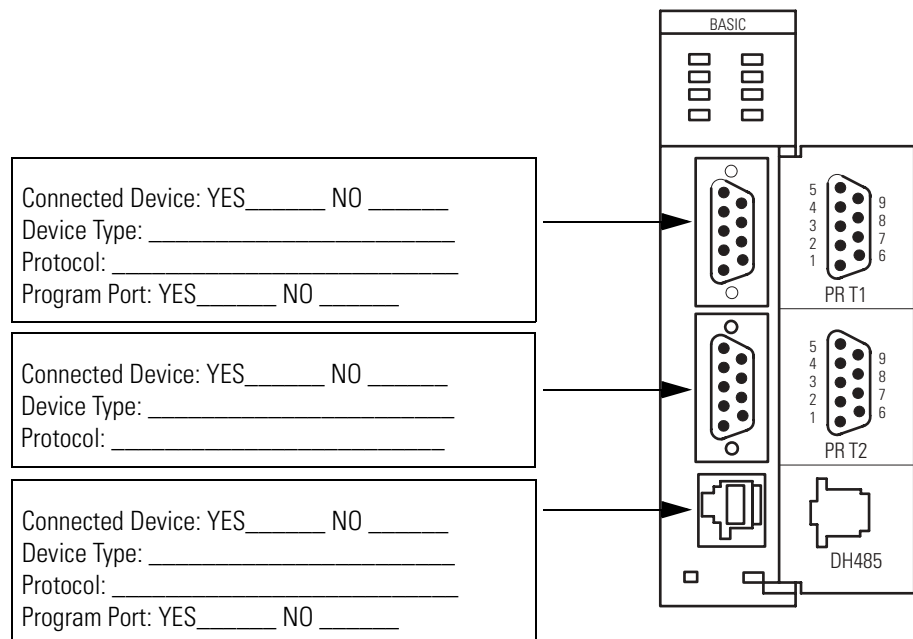 BASIC
Connected Device: YES_______ NO _______
Device Type: ___________________________
Protocol: ______________________________
Program Port: YES_______ NO _______
5
4
3
2
1
9
8
7
6
PR T1
Connected Device: YES_______ NO _______
Device Type: ___________________________
Protocol: _____________________________
5
4
3
2
1
9
8
7
6
PR T2
Connected Device: YES_______ NO _______
Device Type: ___________________________
Protocol: ______________________________
Program Port: YES_______ NO _______
DH485